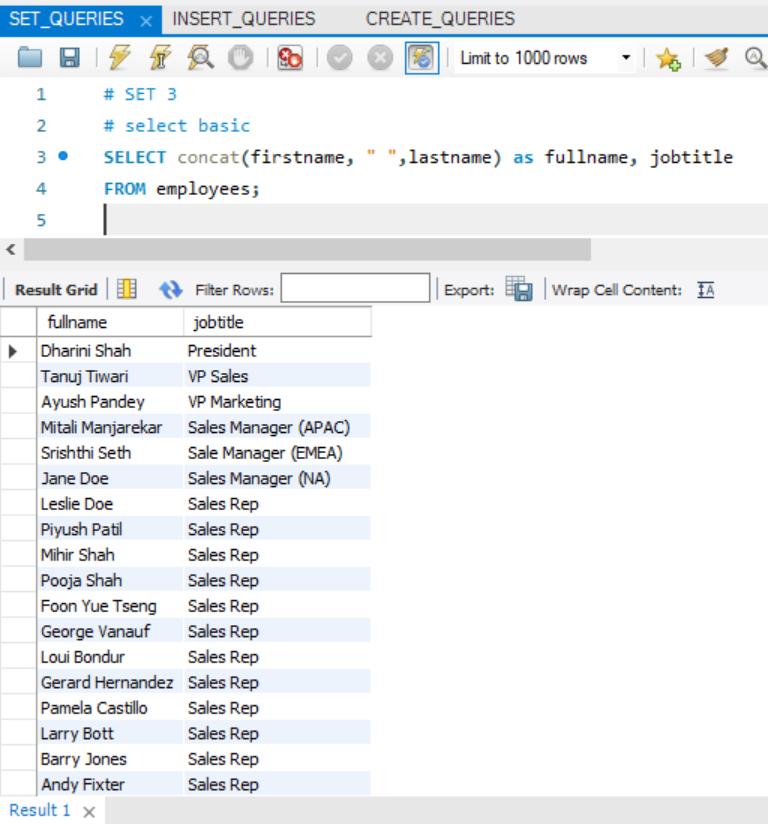 SET_QUERIES INSERT_QUERIES CREATE_QUERIES
Limit to 1000 rows
1 # SET 3
2 # select basic
3 SELECT concat(firstname, " ",lastname) as fullname, jobtitle
4 FROM employees;
5
Result Grid Filter Rows: Export: Wrap Cell Content: IA
fullname jobtitle
Dharini Shah President
Tanuj Tiwari VP Sales
Ayush Pandey VP Marketing
Mitali Manjarekar Sales Manager (APAC)
Srishthi Seth Sale Manager (EMEA)
Jane Doe Sales Manager (NA)
Leslie Doe Sales Rep
Piyush Patil Sales Rep
Mihir Shah Sales Rep
Pooja Shah Sales Rep
Foon Yue Tseng Sales Rep
George Vanauf Sales Rep
Loui Bondur Sales Rep
Gerard Hernandez Sales Rep
Pamela Castillo Sales Rep
Larry Bott Sales Rep
Barry Jones Sales Rep
Andy Fixter Sales Rep
Result 1